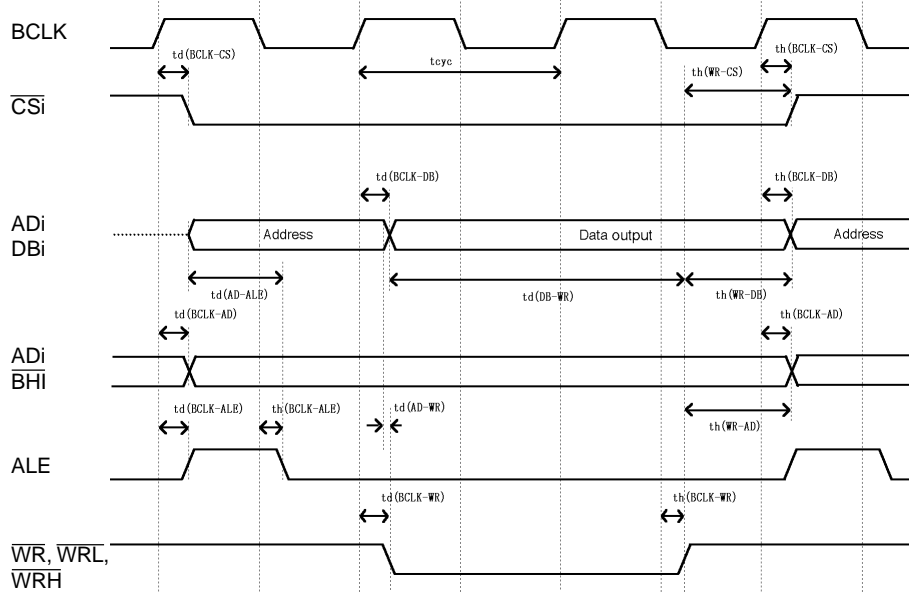 BCLK
td(BCLK-CS)
tcyc
th(BCLK-CS)
th(WR-CS)
CSi
td(BCLK-DB)
th(BCLK-DB)
ADi
DBi
Address
Data output
Address
td(AD-ALE)
td(DB-WR)
th(WR-DB)
td(BCLK-AD)
th(BCLK-AD)
ADi
BHI
td(BCLK-ALE)
th(BCLK-ALE)
td(AD-WR)
th(WR-AD)
ALE
td(BCLK-WR)
th(BCLK-WR)
WR, WRL,
WRH